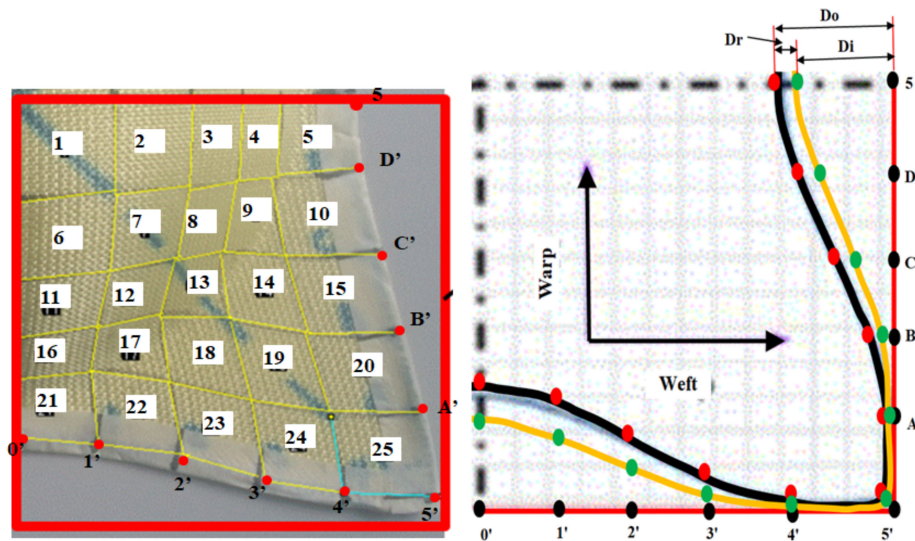 1 2 3 4 5
5
D'
6 7 8 9 10
C'
11 12 13 14 15
B'
16 17 18 19 20
A'
21 22 23 24 25
0' 1' 2' 3' 4' 5'
Do
Dr Di
5
D
C
B
A
Warp
Weft
0' 1' 2' 3' 4' 5'